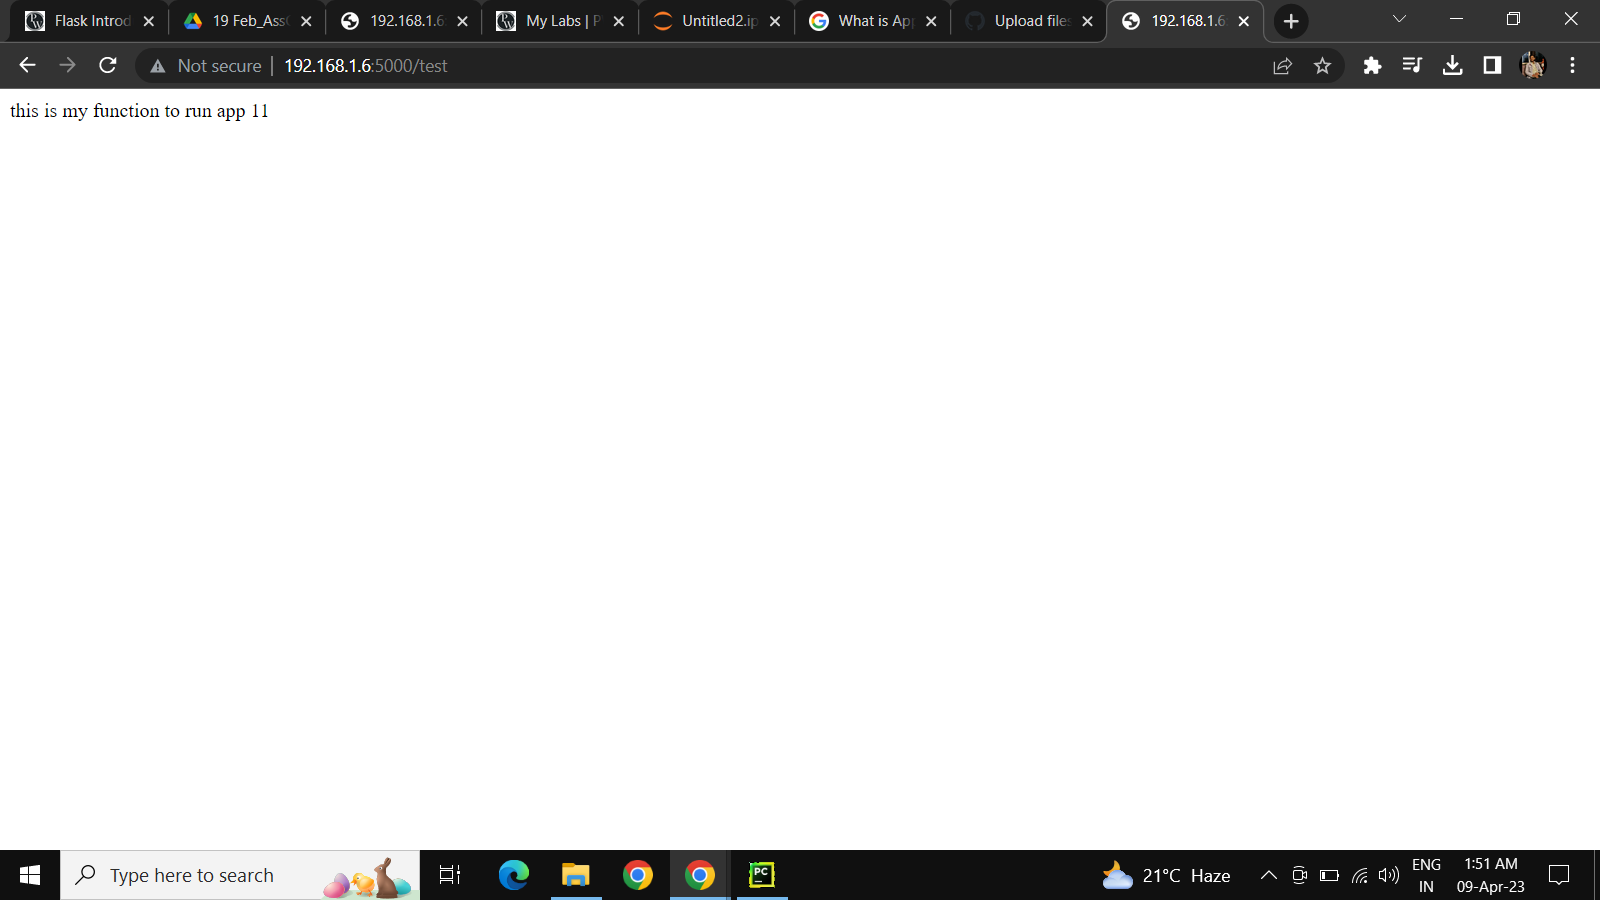 Flask Introd
19 Feb_Ass
192.168.1.6
My Labs | P
Untitled2.ip
What is Ap
Upload files
192.168.1.6
Not secure
192.168.1.6:5000/test
this is my function to run app 11
Type here to search
PC
21°C Haze
ENG
IN
1:51 AM
09-Apr-23